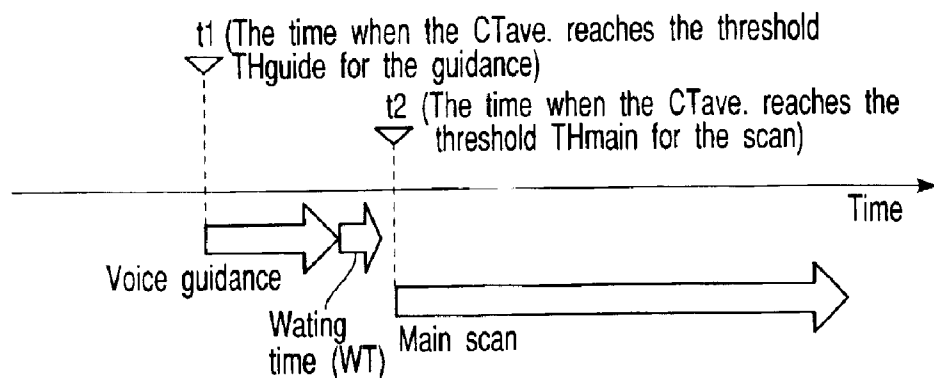 t1 (The time when the CTave. reaches the threshold
THguide for the guidance)
t2 (The time when the CTave. reaches the
threshold THmain for the scan)
Time
Voice guidance
Wating
time (WT)
Main scan